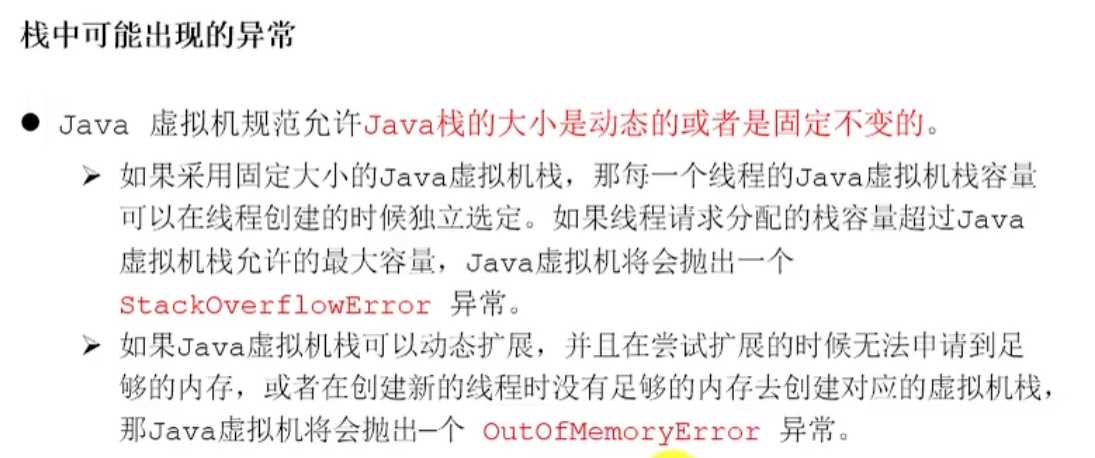 栈中可能出现的异常
● Java 虚拟机规范允许Java栈的大小是动态的或者是固定不变的。
➢ 如果采用固定大小的Java虚拟机栈，那每一个线程的Java虚拟机栈容量
可以在线程创建的时候独立选定。如果线程请求分配的栈容量超过Java
虚拟机栈允许的最大容量，Java虚拟机将会抛出一个
StackOverflowError 异常。
➢ 如果Java虚拟机栈可以动态扩展，并且在尝试扩展的时候无法申请到足
够的内存，或者在创建新的线程时没有足够的内存去创建对应的虚拟机栈，
那Java虚拟机将会抛出一个 OutOfMemoryError 异常。